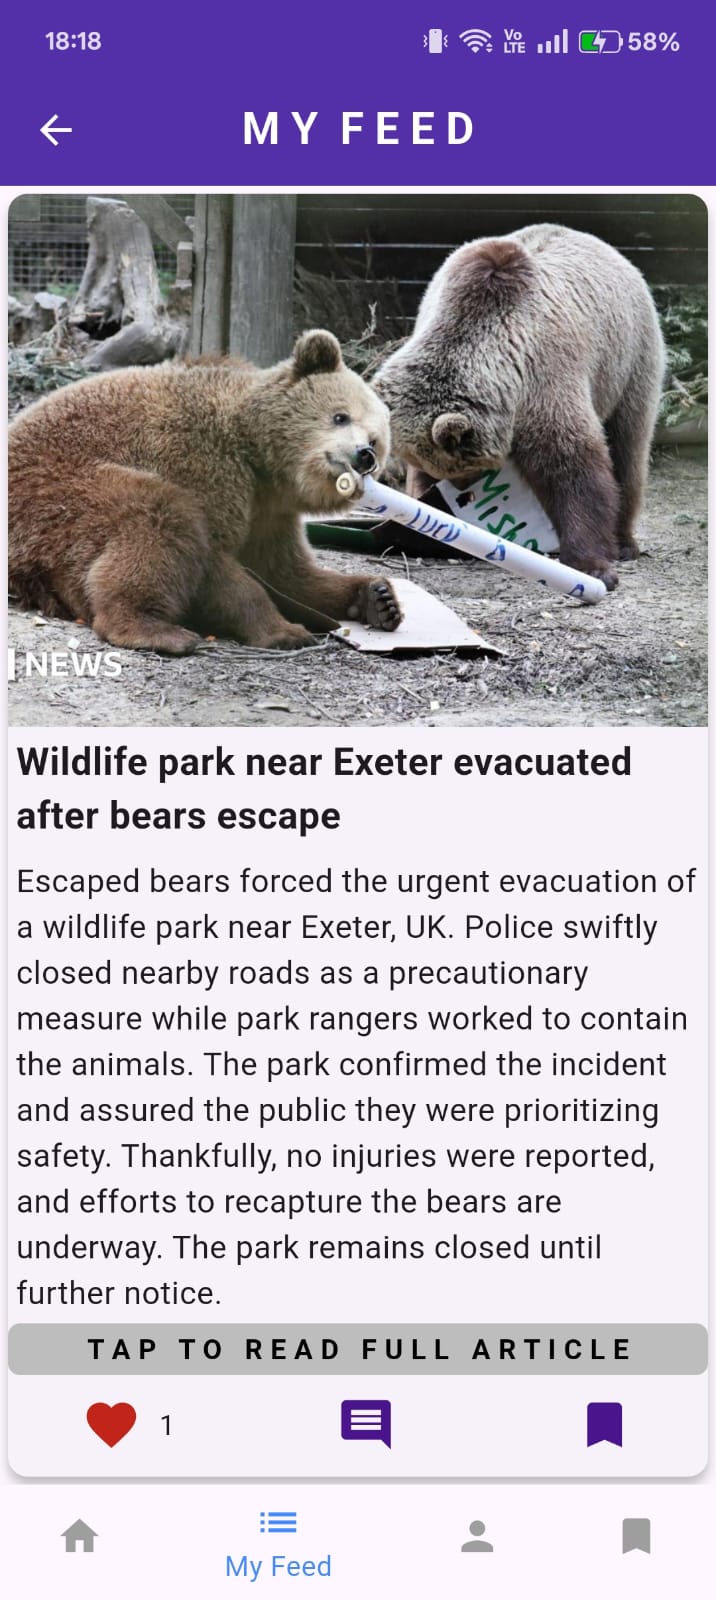 18:18
Vo
LTE
58%
MY FEED
Misha
Lucy
NEWS
Wildlife park near Exeter evacuated
after bears escape
Escaped bears forced the urgent evacuation of
a wildlife park near Exeter, UK. Police swiftly
closed nearby roads as a precautionary
measure while park rangers worked to contain
the animals. The park confirmed the incident
and assured the public they were prioritizing
safety. Thankfully, no injuries were reported,
and efforts to recapture the bears are
underway. The park remains closed until
further notice.
TAP TO READ FULL ARTICLE
1
My Feed